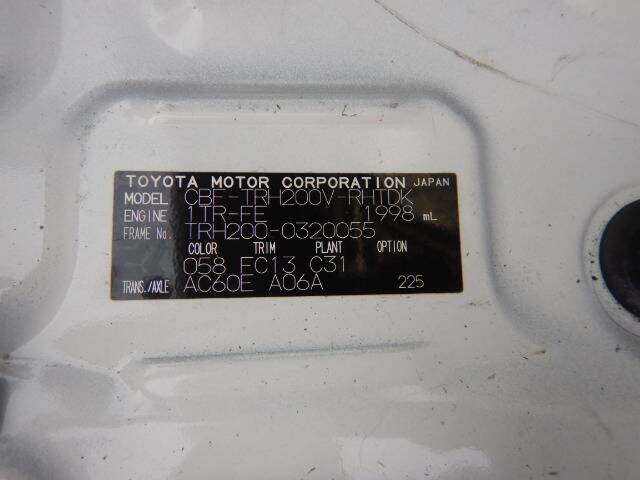 TOYOTA MOTOR CORPORATION JAPAN
MODEL CBF-TRH200V-RHTDK
ENGINE 1TR-FE 1998 mL
FRAME No. TRH200-0320055
COLOR TRIM PLANT OPTION
058 FC13 C31
TRANS./AXLE AC60E A06A 225